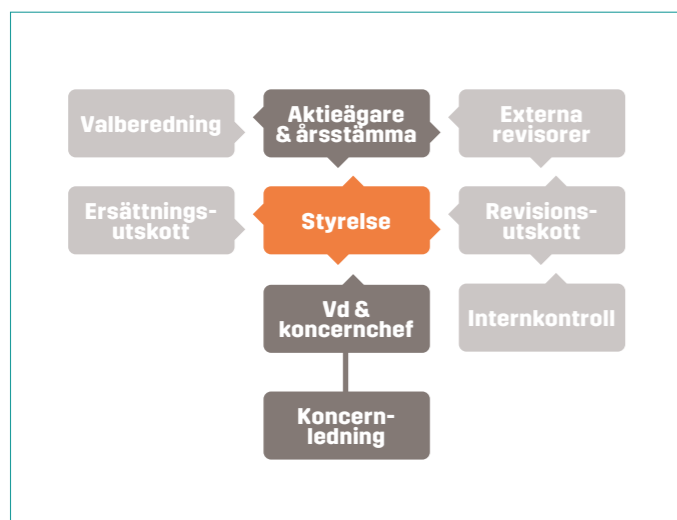 Valberedning
Aktieägare
& årsstämma
Externa
revisorer
Ersättnings-
utskott
Styrelse
Revisions-
utskott
Vd &
koncernchef
Internkontroll
Koncern-
ledning